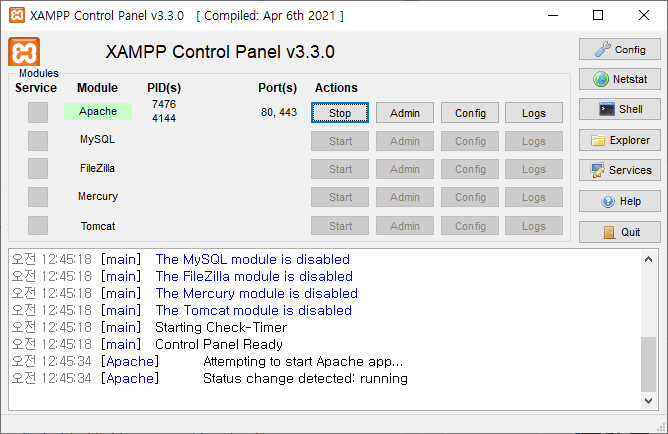 XAMPP Control Panel v3.3.0 [ Compiled: Apr 6th 2021 ]
XAMPP Control Panel v3.3.0
Config
Modules
Service Module PID(s) Port(s) Actions
Netstat
Apache 7476 4144 80, 443 Stop Admin Config Logs
Shell
MySQL Start Admin Config Logs
Explorer
FileZilla Start Admin Config Logs
Services
Mercury Start Admin Config Logs
Help
Tomcat Start Admin Config Logs
Quit
오전 12:45:18 [main] The MySQL module is disabled
오전 12:45:18 [main] The FileZilla module is disabled
오전 12:45:18 [main] The Mercury module is disabled
오전 12:45:18 [main] The Tomcat module is disabled
오전 12:45:18 [main] Starting Check-Timer
오전 12:45:18 [main] Control Panel Ready
오전 12:45:34 [Apache] Attempting to start Apache app...
오전 12:45:34 [Apache] Status change detected: running